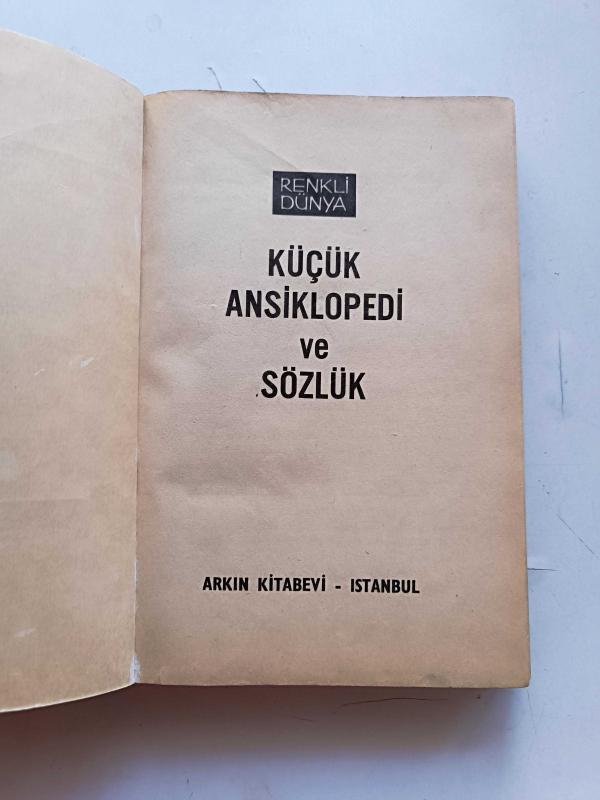 RENKLİ
DÜNYA
KÜÇÜK
ANSİKLOPEDİ
ve
SÖZLÜK
ARKIN KİTABEVİ - ISTANBUL